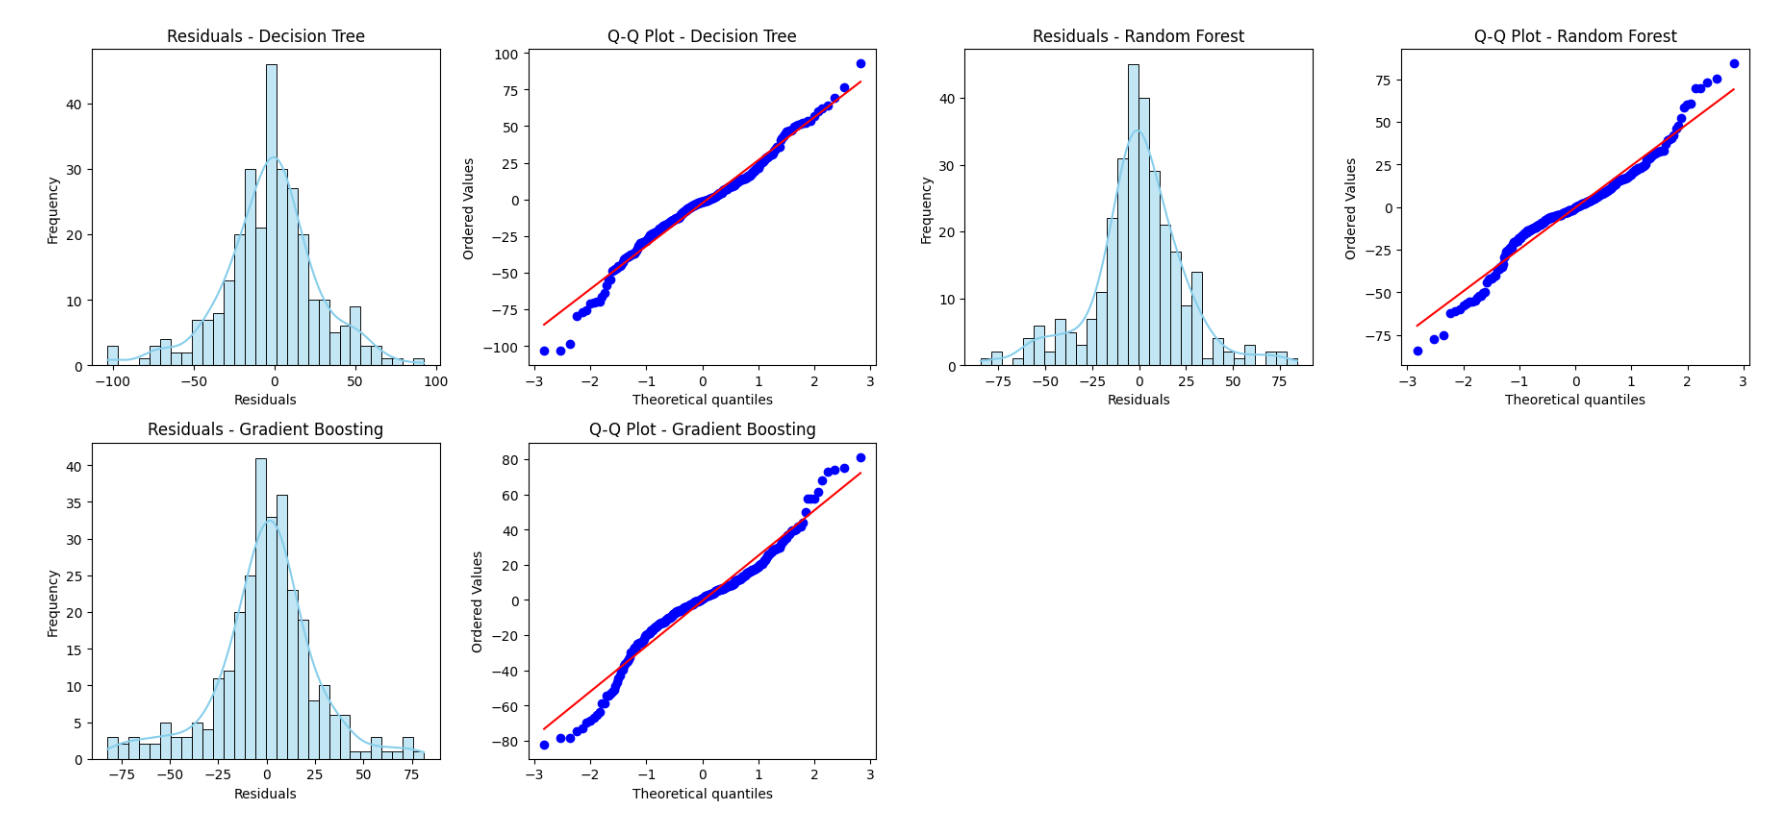 Residuals - Decision Tree
Frequency
40
30
20
10
0
−100 −50 0 50 100
Residuals
Q-Q Plot - Decision Tree
Ordered Values
100
75
50
25
0
−25
−50
−75
−100
−3 −2 −1 0 1 2 3
Theoretical quantiles
Residuals - Random Forest
Frequency
40
30
20
10
0
−75 −50 −25 0 25 50 75
Residuals
Q-Q Plot - Random Forest
Ordered Values
75
50
25
0
−25
−50
−75
−3 −2 −1 0 1 2 3
Theoretical quantiles
Residuals - Gradient Boosting
Frequency
40
35
30
25
20
15
10
5
0
−75 −50 −25 0 25 50 75
Residuals
Q-Q Plot - Gradient Boosting
Ordered Values
80
60
40
20
0
−20
−40
−60
−80
−3 −2 −1 0 1 2 3
Theoretical quantiles